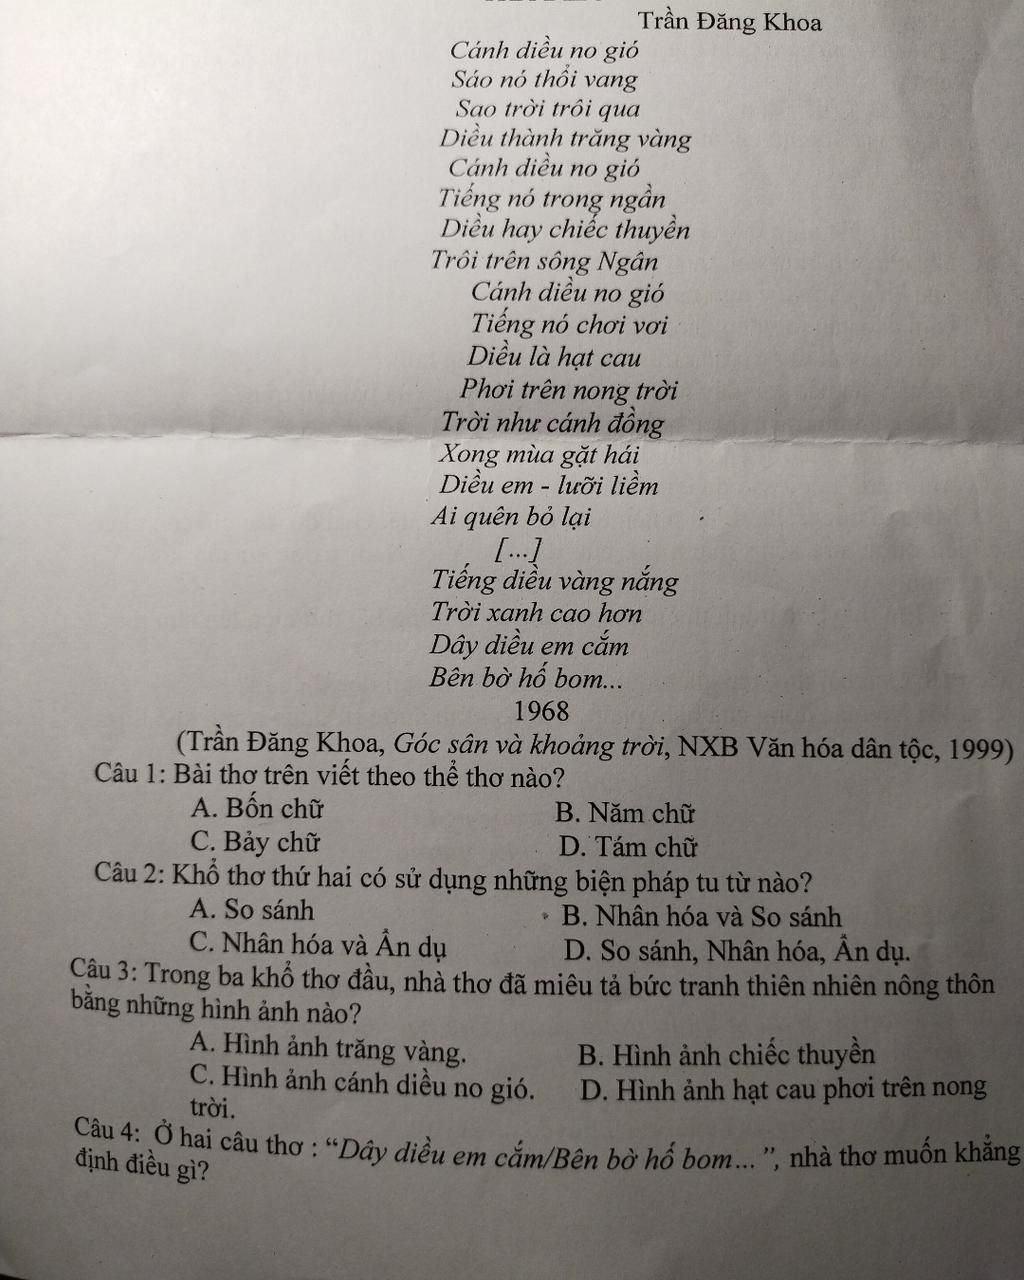 Trần Đăng Khoa
Cánh diều no gió
Sáo nó thổi vang
Sao trời trôi qua
Diều thành trăng vàng
Cánh diều no gió
Tiếng nó trong ngần
Diều hay chiếc thuyền
Trôi trên sông Ngân
Cánh diều no gió
Tiếng nó chơi vơi
Diều là hạt cau
Phơi trên nong trời
Trời như cánh đồng
Xong mùa gặt hái
Diều em - lưỡi liềm
Ai quên bỏ lại
[...]
Tiếng diều vàng nắng
Trời xanh cao hơn
Dây diều em cắm
Bên bờ hố bom...
1968
(Trần Đăng Khoa, Góc sân và khoảng trời, NXB Văn hóa dân tộc, 1999)
Câu 1: Bài thơ trên viết theo thể thơ nào?
A. Bốn chữ B. Năm chữ
C. Bảy chữ D. Tám chữ
Câu 2: Khổ thơ thứ hai có sử dụng những biện pháp tu từ nào?
A. So sánh B. Nhân hóa và So sánh
C. Nhân hóa và Ẩn dụ D. So sánh, Nhân hóa, Ẩn dụ.
Câu 3: Trong ba khổ thơ đầu, nhà thơ đã miêu tả bức tranh thiên nhiên nông thôn
bằng những hình ảnh nào?
A. Hình ảnh trăng vàng. B. Hình ảnh chiếc thuyền
C. Hình ảnh cánh diều no gió. D. Hình ảnh hạt cau phơi trên nong
trời.
Câu 4: Ở hai câu thơ : “Dây diều em cắm/Bên bờ hố bom... ”, nhà thơ muốn khẳng
định điều gì?